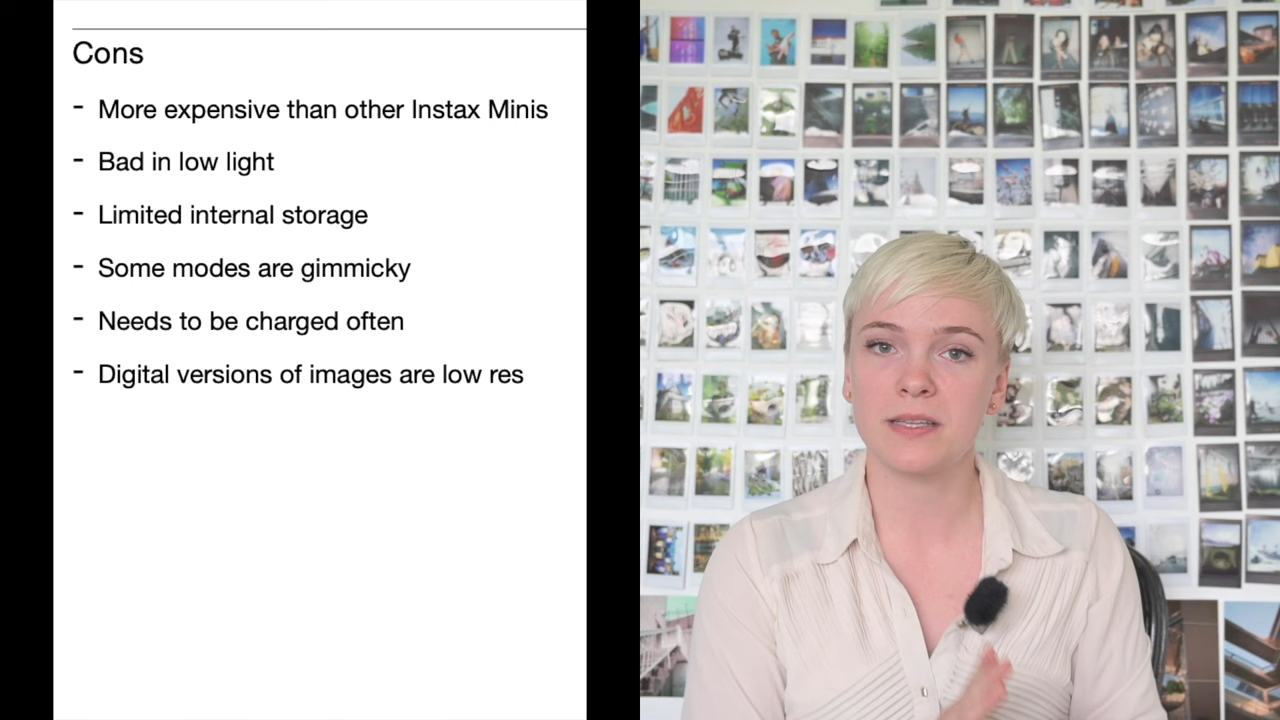 Cons
- More expensive than other Instax Minis
- Bad in low light
- Limited internal storage
- Some modes are gimmicky
- Needs to be charged often
- Digital versions of images are low res